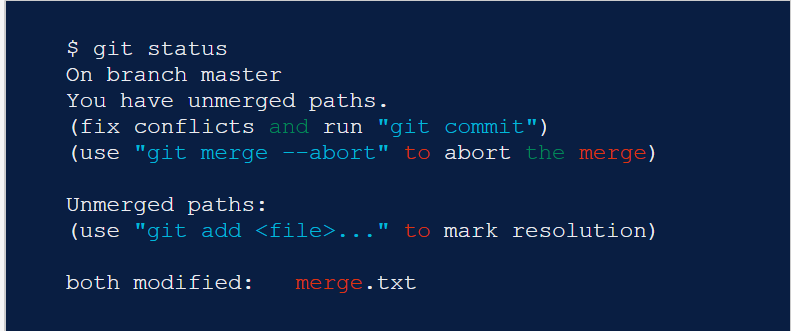 $ git status
On branch master
You have unmerged paths.
(fix conflicts and run "git commit")
(use "git merge --abort" to abort the merge)
Unmerged paths:
(use "git add <file>..." to mark resolution)
both modified:   merge.txt